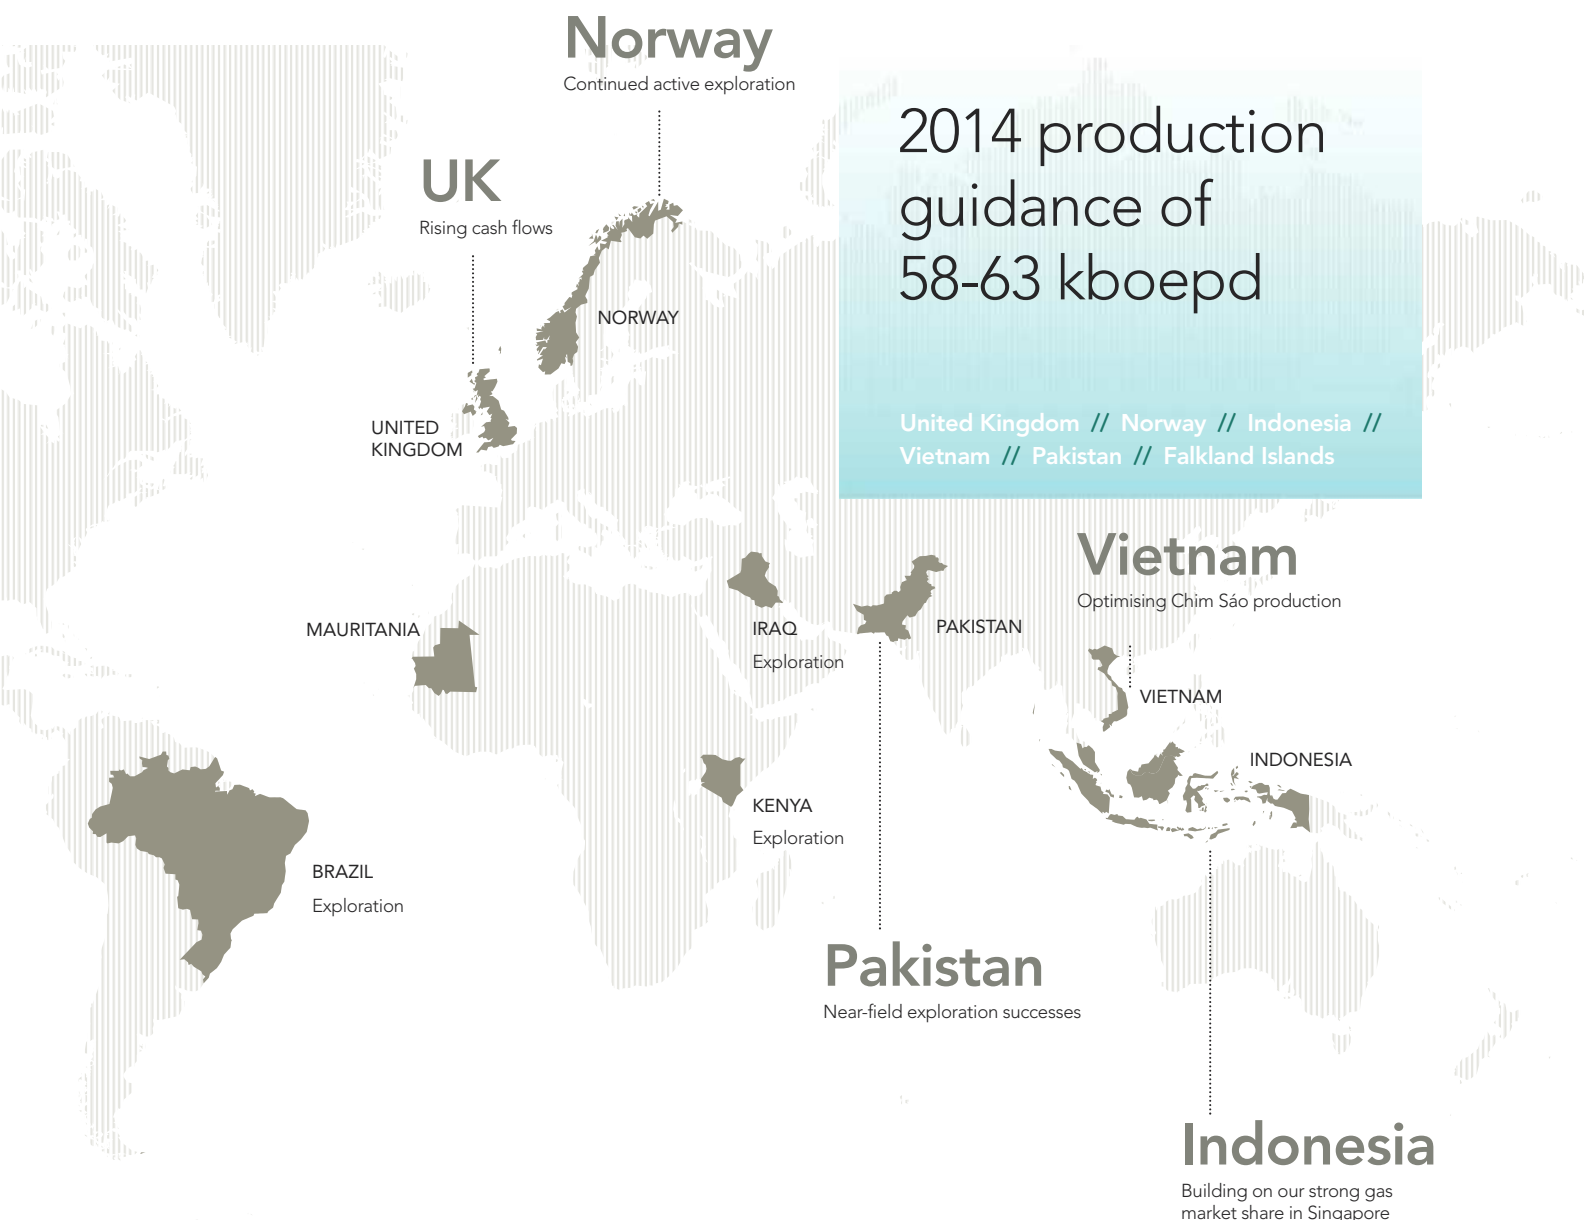 Norway
Continued active exploration
UK
Rising cash flows
2014 production
guidance of
58-63 kboepd
United Kingdom // Norway // Indonesia //
Vietnam // Pakistan // Falkland Islands
NORWAY
UNITED
KINGDOM
Vietnam
Optimising Chim Sáo production
MAURITANIA
IRAQ
Exploration
PAKISTAN
VIETNAM
INDONESIA
KENYA
Exploration
BRAZIL
Exploration
Pakistan
Near-field exploration successes
Indonesia
Building on our strong gas
market share in Singapore